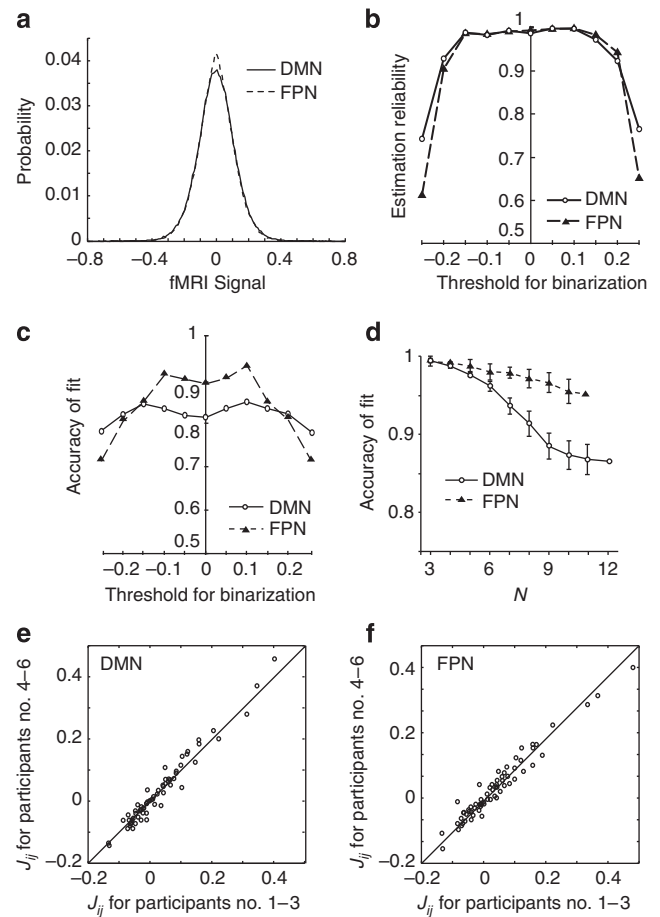 a
0.04
0.03
0.02
0.01
0
Probability
DMN
FPN
−0.8
−0.4
0
0.4
0.8
fMRI Signal
b
1
0.9
0.8
0.7
0.6
0.5
Estimation reliability
DMN
FPN
−0.2
−0.1
0
0.1
0.2
Threshold for binarization
c
1
0.9
0.8
0.7
0.6
0.5
Accuracy of fit
DMN
FPN
−0.2
−0.1
0
0.1
0.2
Threshold for binarization
d
1
0.9
0.8
Accuracy of fit
DMN
FPN
3
6
9
12
N
e
DMN
0.4
0.2
0
−0.2
Jij for participants no. 4–6
−0.2
0
0.2
0.4
Jij for participants no. 1–3
f
FPN
0.4
0.2
0
−0.2
Jij for participants no. 4–6
−0.2
0
0.2
0.4
Jij for participants no. 1–3